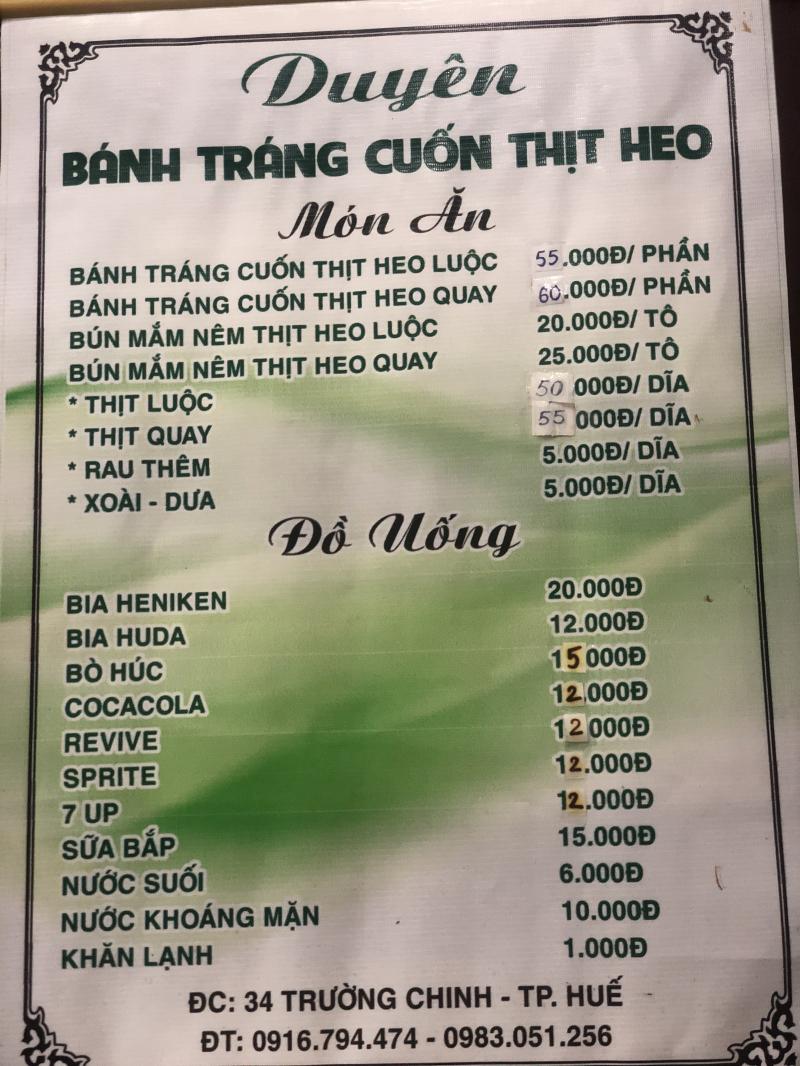 Duyên
BÁNH TRÁNG CUỐN THỊT HEO
Món Ăn
BÁNH TRÁNG CUỐN THỊT HEO LUỘC 55.000Đ/ PHẦN
BÁNH TRÁNG CUỐN THỊT HEO QUAY 60.000Đ/ PHẦN
BÚN MẮM NÊM THỊT HEO LUỘC 20.000Đ/ TÔ
BÚN MẮM NÊM THỊT HEO QUAY 25.000Đ/ TÔ
* THỊT LUỘC 50 000Đ/ DĨA
* THỊT QUAY 55 000Đ/ DĨA
* RAU THÊM 5.000Đ/ DĨA
* XOÀI - DƯA 5.000Đ/ DĨA
Đồ Uống
BIA HENIKEN 20.000Đ
BIA HUDA 12.000Đ
BÒ HÚC 15 000Đ
COCACOLA 12.000Đ
REVIVE 12 000Đ
SPRITE 12.000Đ
7 UP 12.000Đ
SỮA BẮP 15.000Đ
NƯỚC SUỐI 6.000Đ
NƯỚC KHOÁNG MẶN 10.000Đ
KHĂN LẠNH 1.000Đ
ĐC: 34 TRƯỜNG CHINH - TP. HUẾ
ĐT: 0916.794.474 - 0983.051.256